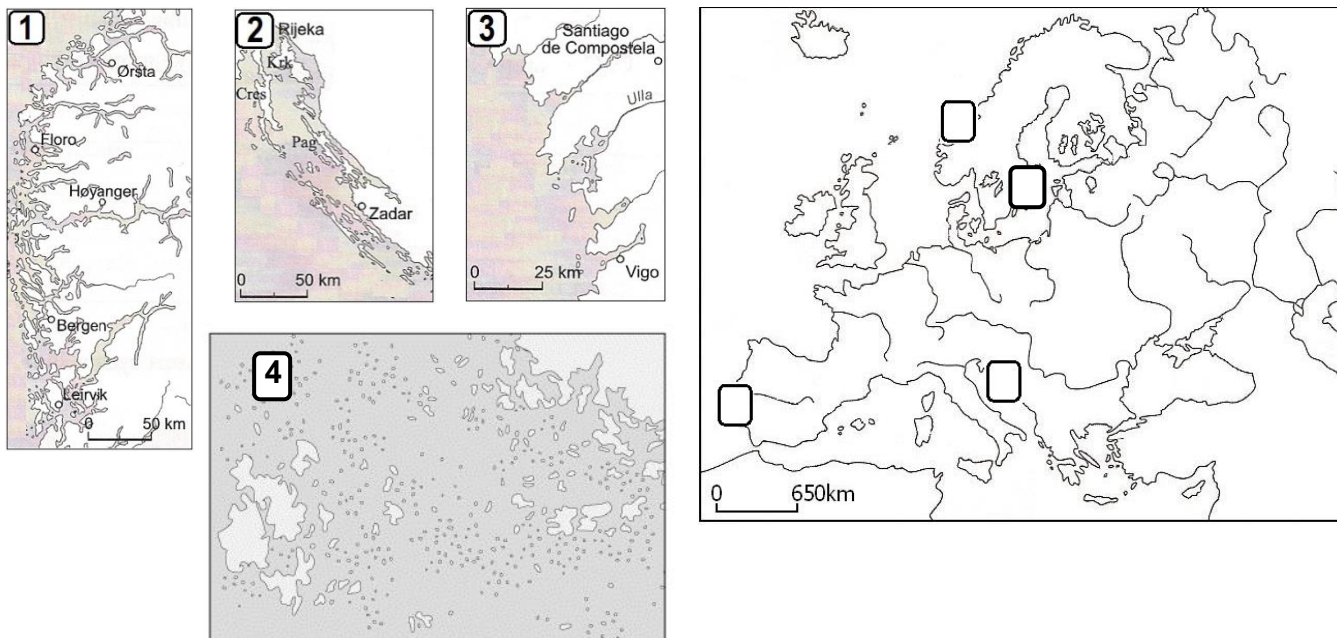 1
Ørsta
Floro
Høyanger
Bergen
Leirvik
0 50 km
2
Rijeka
Krk
Cres
Pag
Zadar
0 50 km
3
Santiago
de Compostela
Ulla
Vigo
0 25 km
4
0 650km